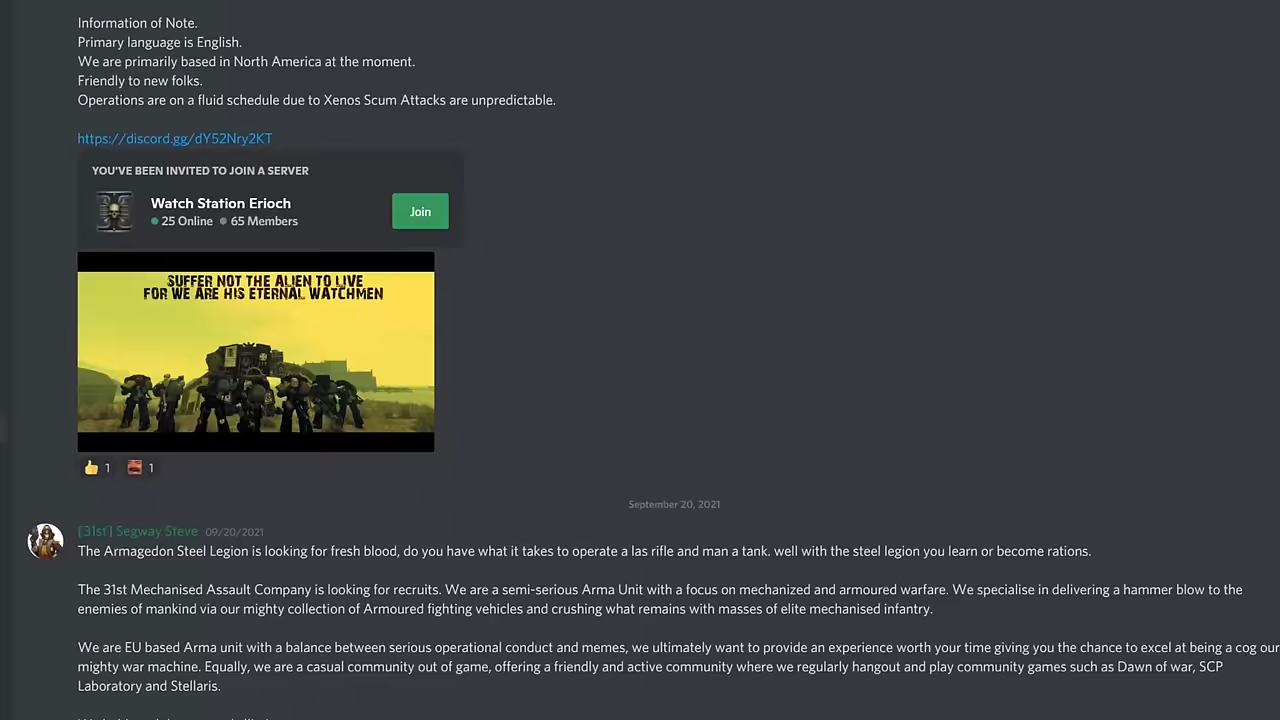 Information of Note.
Primary language is English.
We are primarily based in North America at the moment.
Friendly to new folks.
Operations are on a fluid schedule due to Xenos Scum Attacks are unpredictable.
https://discord.gg/dY52Nry2KT
YOU'VE BEEN INVITED TO JOIN A SERVER
Watch Station Erioch
25 Online 65 Members
Join
SUFFER NOT THE ALIEN TO LIVE
FOR WE ARE HIS ETERNAL WATCHMEN
1 1
September 20, 2021
[31st] Segway Steve 09/20/2021
The Armagedon Steel Legion is looking for fresh blood, do you have what it takes to operate a las rifle and man a tank. well with the steel legion you learn or become rations.
The 31st Mechanised Assault Company is looking for recruits. We are a semi-serious Arma Unit with a focus on mechanized and armoured warfare. We specialise in delivering a hammer blow to the
enemies of mankind via our mighty collection of Armoured fighting vehicles and crushing what remains with masses of elite mechanised infantry.
We are EU based Arma unit with a balance between serious operational conduct and memes, we ultimately want to provide an experience worth your time giving you the chance to excel at being a cog our
mighty war machine. Equally, we are a casual community out of game, offering a friendly and active community where we regularly hangout and play community games such as Dawn of war, SCP
Laboratory and Stellaris.